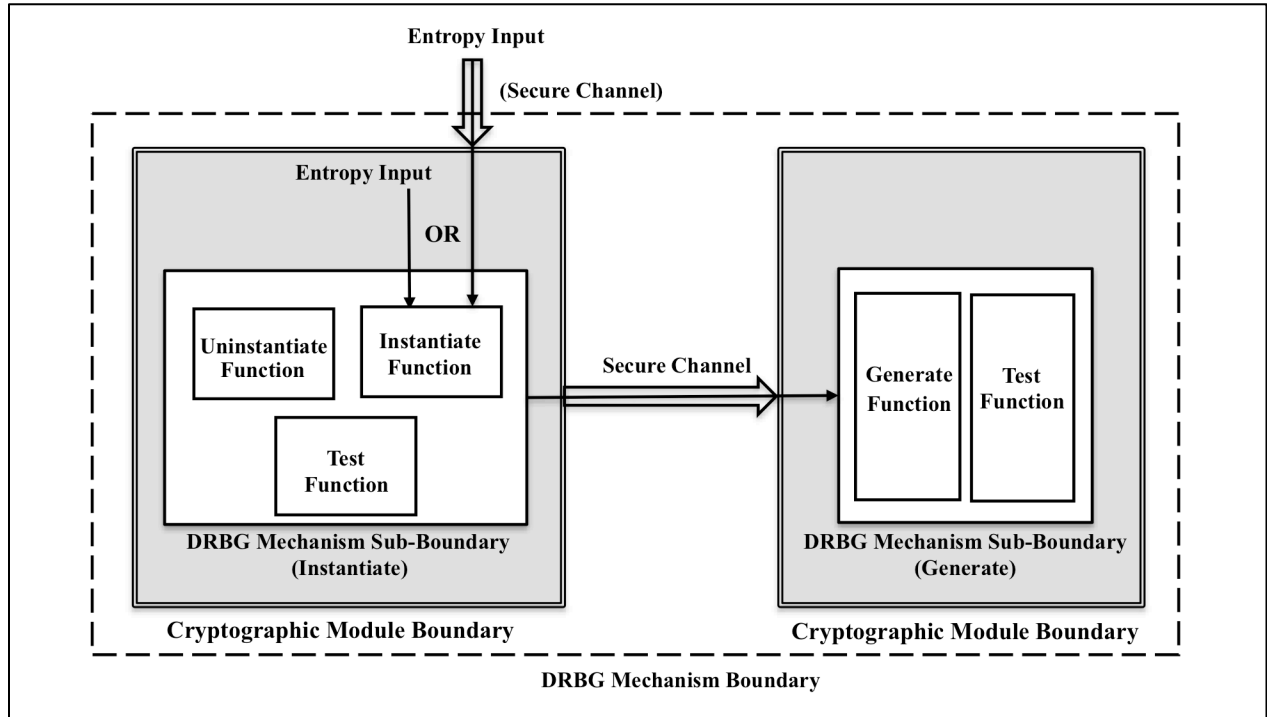 Entropy Input
(Secure Channel)
Entropy Input
OR
Uninstantiate
Function
Instantiate
Function
Test
Function
DRBG Mechanism Sub-Boundary
(Instantiate)
Cryptographic Module Boundary
Secure Channel
Generate
Function
Test
Function
DRBG Mechanism Sub-Boundary
(Generate)
Cryptographic Module Boundary
DRBG Mechanism Boundary